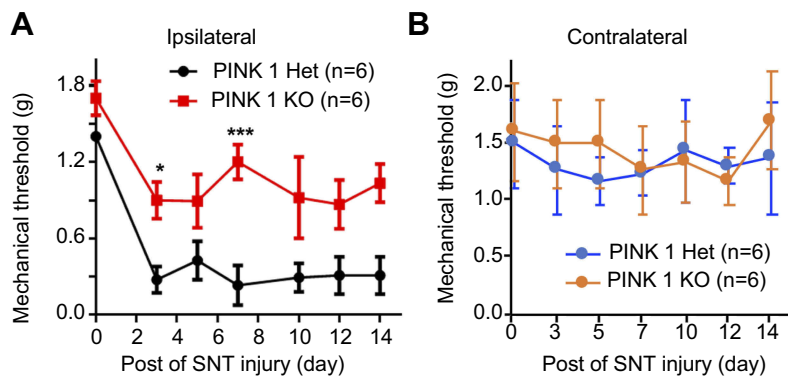 A
Ipsilateral
PINK 1 Het (n=6)
PINK 1 KO (n=6)
Mechanical threshold (g)
1.8
1.2
0.6
0.0
*
***
0 2 4 6 8 10 12 14
Post of SNT injury (day)
B
Contralateral
Mechanical threshold (g)
2.0
1.5
1.0
0.5
0.0
PINK 1 Het (n=6)
PINK 1 KO (n=6)
0 3 5 7 10 12 14
Post of SNT injury (day)